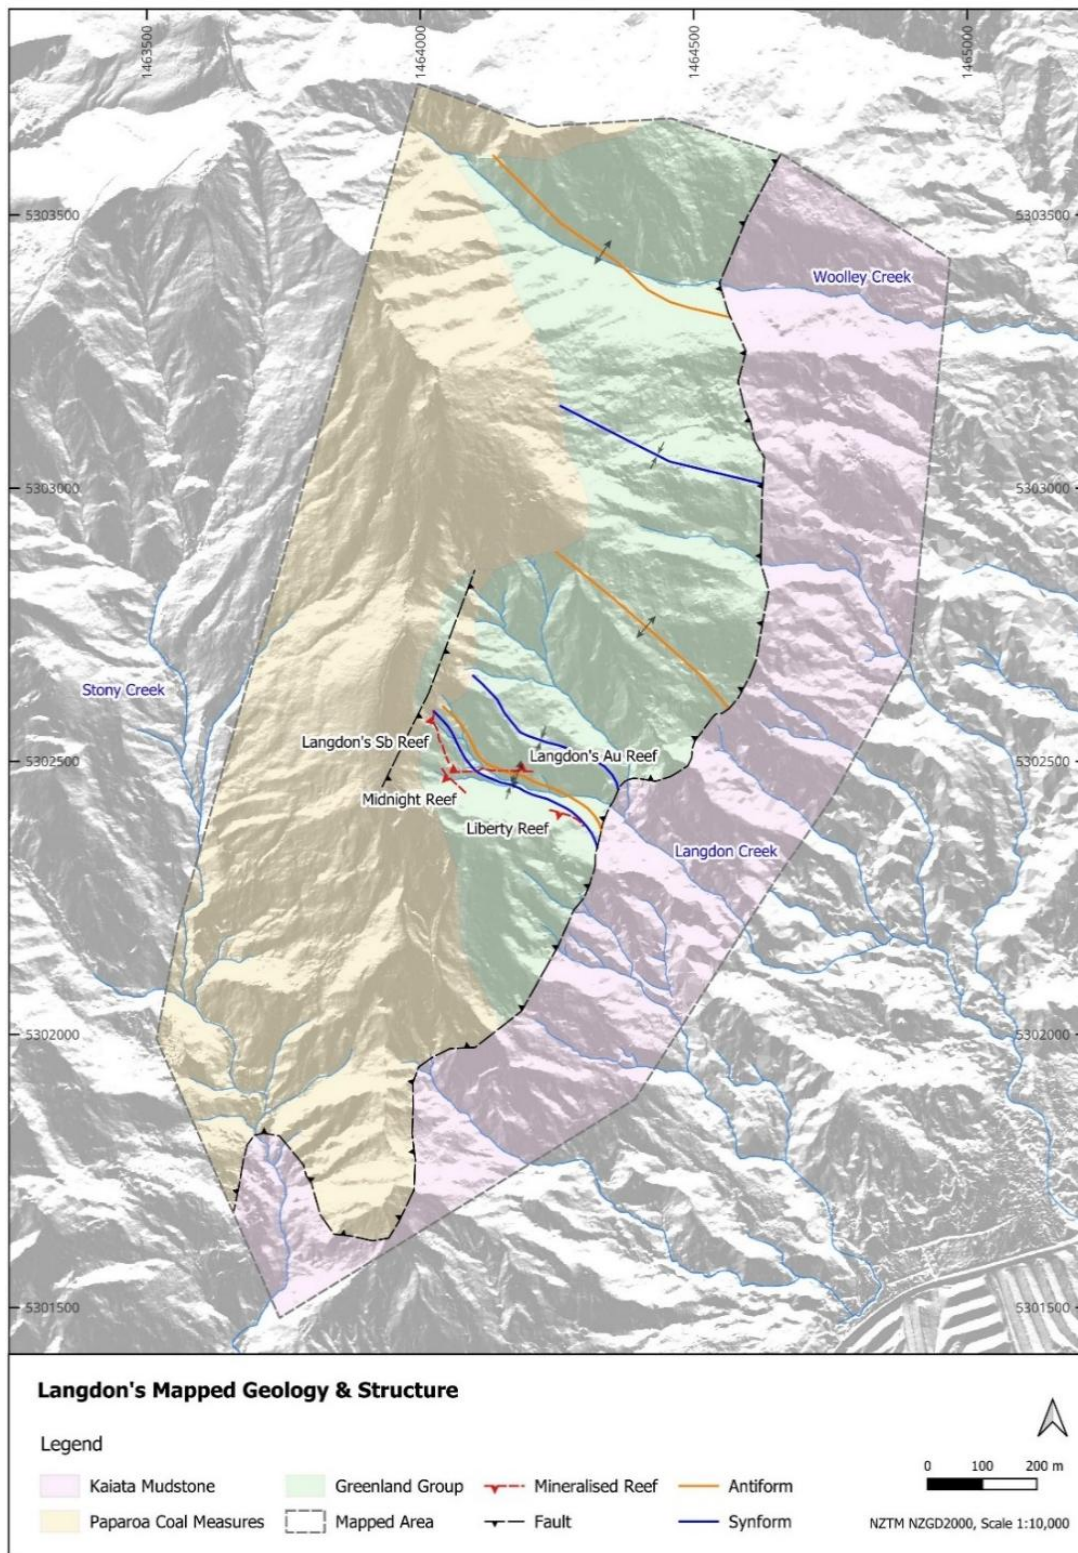 1463500
1464000
1464500
1465000
5303500
5303500
Woolley Creek
5303000
5303000
Stony Creek
Langdon's Sb Reef
Langdon's Au Reef
5302500
5302500
Midnight Reef
Liberty Reef
Langdon Creek
5302000
5302000
5301500
5301500
Langdon's Mapped Geology & Structure
Legend
0 100 200 m
Kaiata Mudstone
Greenland Group
Mineralised Reef
Antiform
Paparoa Coal Measures
Mapped Area
Fault
Synform
NZTM NZGD2000, Scale 1:10,000